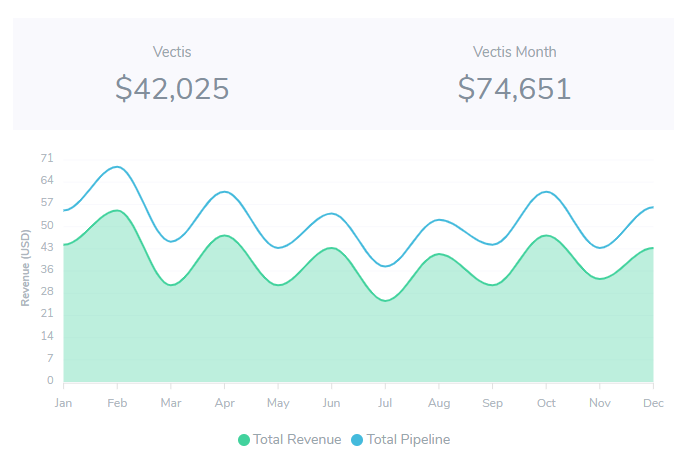 Vectis
Vectis Month
$42,025
$74,651
71
64
57
50
43
36
28
21
14
7
0
Revenue (USD)
Jan Feb Mar Apr May Jun Jul Aug Sep Oct Nov Dec
Total Revenue Total Pipeline